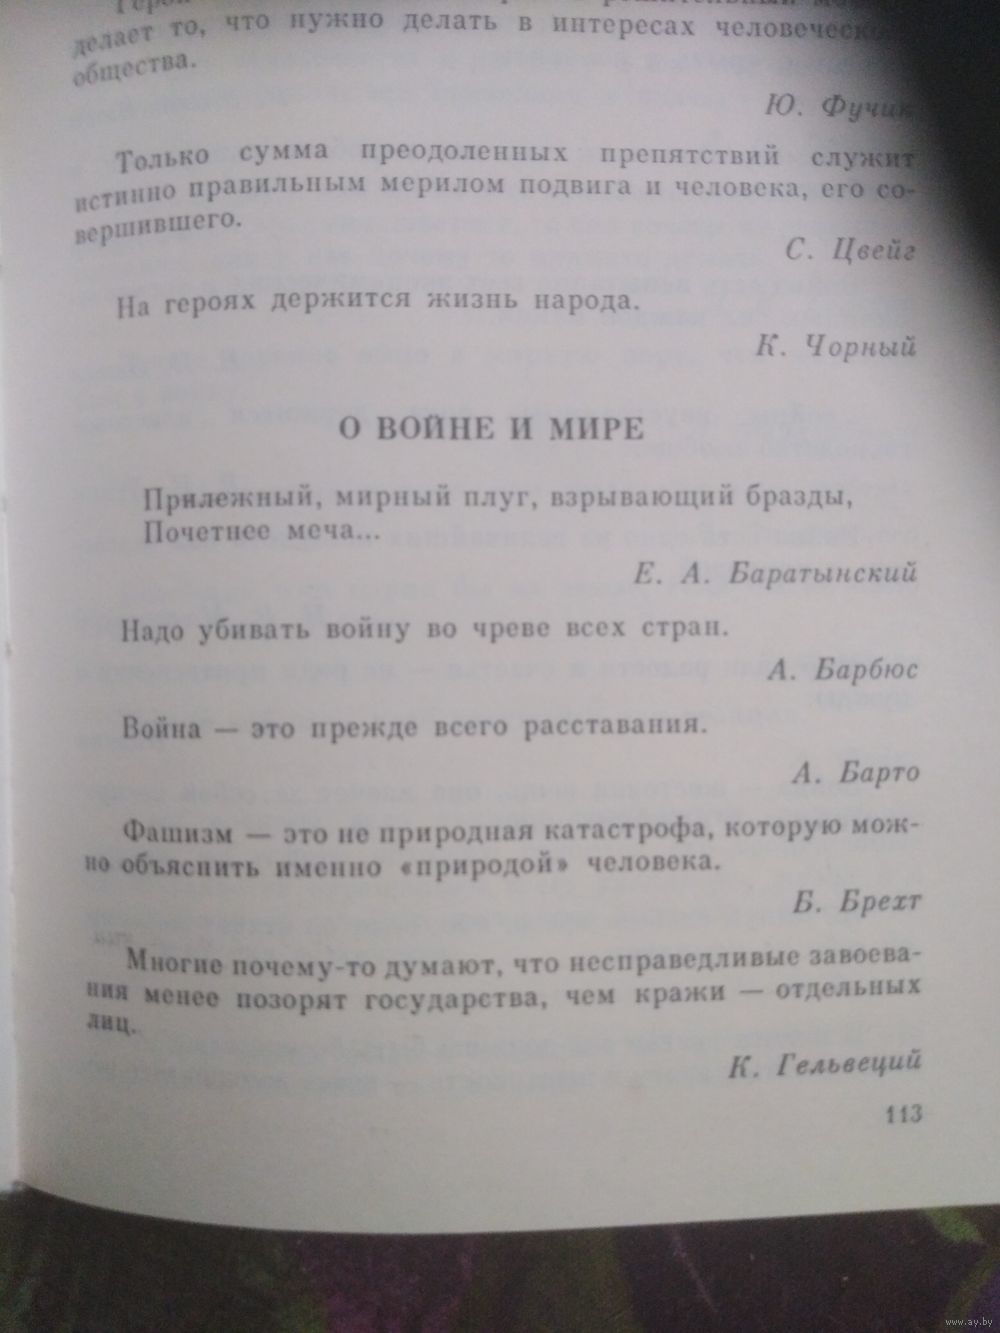 делает то, что нужно делать в интересах человеческого
общества.
Ю. Фучик
Только сумма преодоленных препятствий служит
истинно правильным мерилом подвига и человека, его со-
вершившего.
С. Цвейг
На героях держится жизнь народа.
К. Чорный
О ВОЙНЕ И МИРЕ
Прилежный, мирный плуг, взрывающий бразды,
Почетнее меча...
Е. А. Баратынский
Надо убивать войну во чреве всех стран.
А. Барбюс
Война — это прежде всего расставания.
А. Барто
Фашизм — это не природная катастрофа, которую мож-
но объяснить именно «природой» человека.
Б. Брехт
Многие почему-то думают, что несправедливые завоева-
ния менее позорят государства, чем кражи — отдельных
лиц.
К. Гельвеций
113
www.ay.by